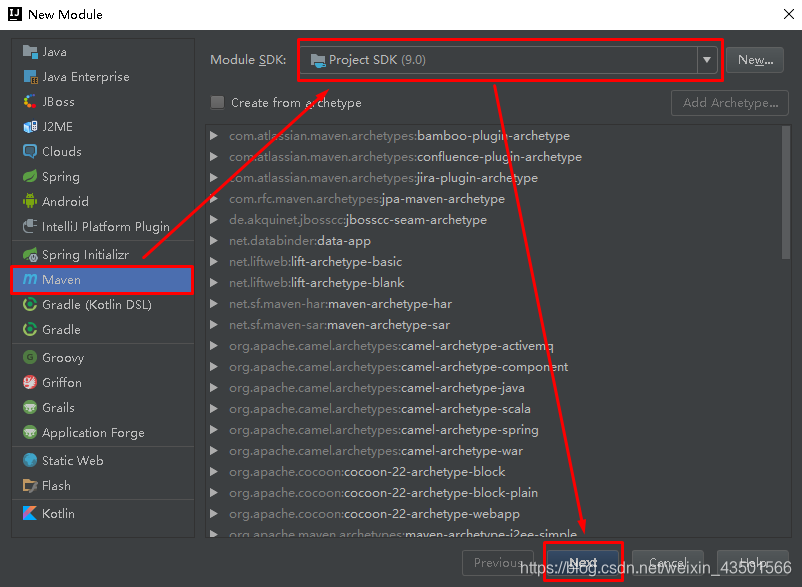 New Module
Java
Java Enterprise
JBoss
J2ME
Clouds
Spring
Android
IntelliJ Platform Plugin
Spring Initializr
Maven
Gradle (Kotlin DSL)
Gradle
Groovy
Griffon
Grails
Application Forge
Static Web
Flash
Kotlin
Module SDK: Project SDK (9.0) New...
Create from archetype Add Archetype...
com.atlassian.maven.archetypes:bamboo-plugin-archetype
com.atlassian.maven.archetypes:confluence-plugin-archetype
com.atlassian.maven.archetypes:jira-plugin-archetype
com.rfc.maven.archetypes:jpa-maven-archetype
de.akquinet.jbosscc:jbosscc-seam-archetype
net.databinder:data-app
net.liftweb:lift-archetype-basic
net.liftweb:lift-archetype-blank
net.sf.maven-har:maven-archetype-har
net.sf.maven-sar:maven-archetype-sar
org.apache.camel.archetypes:camel-archetype-activemq
org.apache.camel.archetypes:camel-archetype-component
org.apache.camel.archetypes:camel-archetype-java
org.apache.camel.archetypes:camel-archetype-scala
org.apache.camel.archetypes:camel-archetype-spring
org.apache.camel.archetypes:camel-archetype-war
org.apache.cocoon:cocoon-22-archetype-block
org.apache.cocoon:cocoon-22-archetype-block-plain
org.apache.cocoon:cocoon-22-archetype-webapp
org.apache.maven.archetypes:maven-archetype-j2ee-simple
Previous Next Cancel Help
https://blog.csdn.net/weixin_43501566